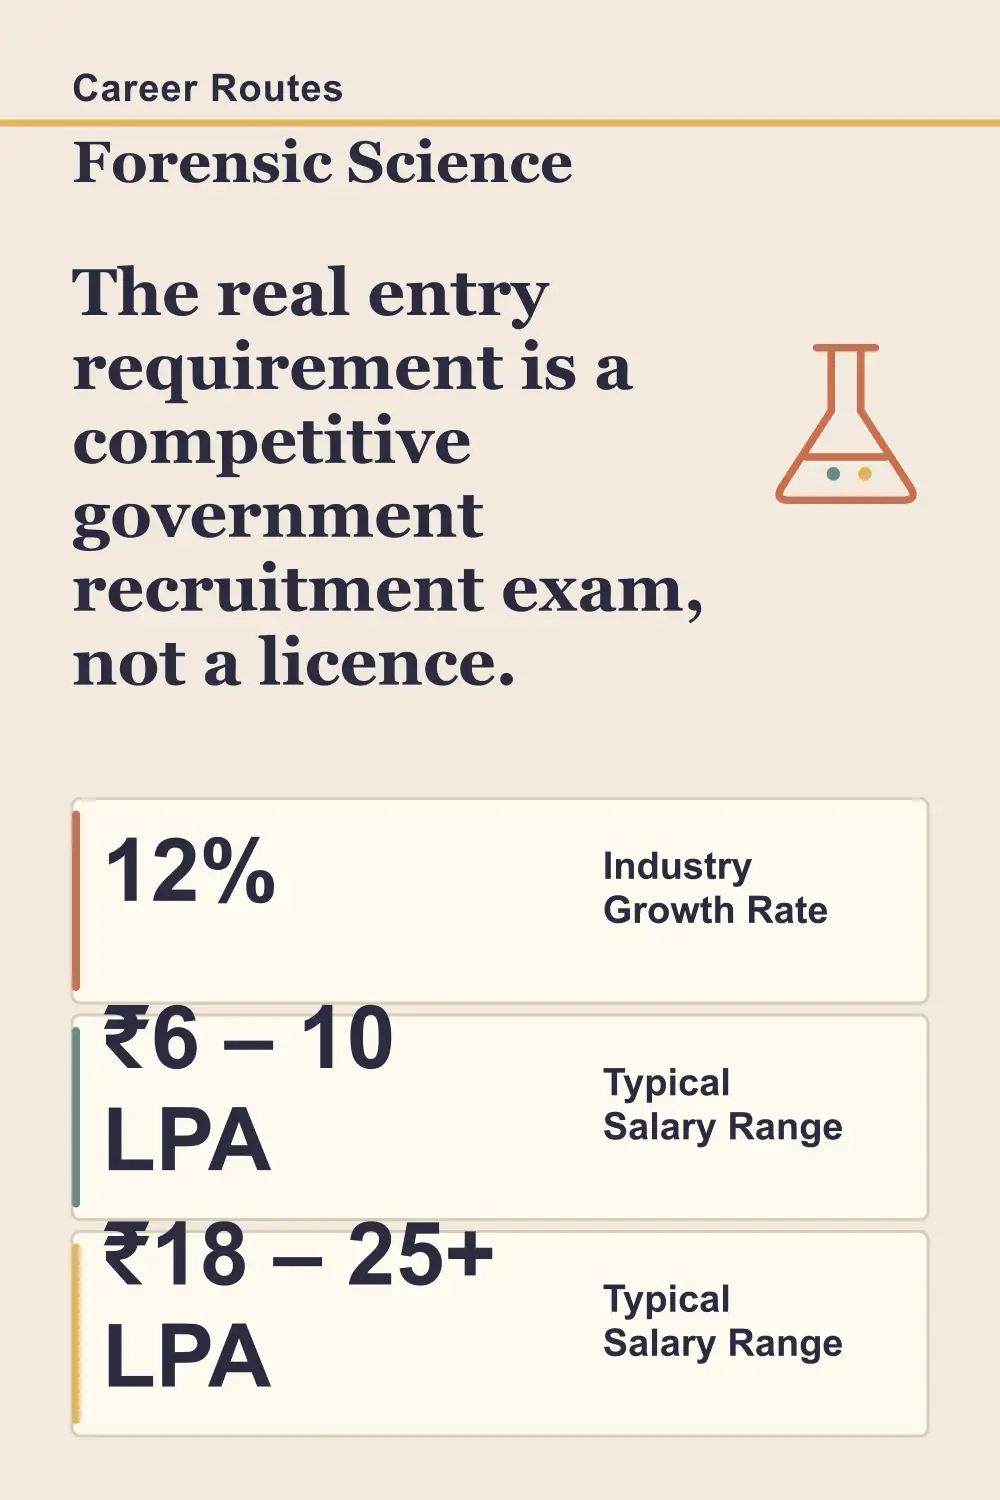 Career Routes
Forensic Science
The real entry
requirement is a
competitive
government
recruitment exam,
not a licence.
12%
Industry
Growth Rate
₹6 – 10
LPA
Typical
Salary Range
₹18 – 25+
LPA
Typical
Salary Range